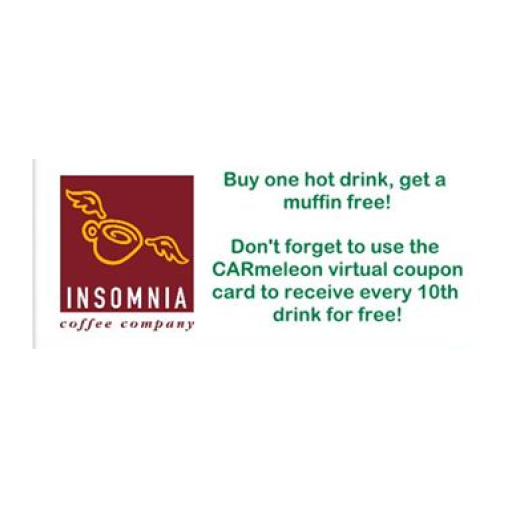 INSOMNIA
coffee company
Buy one hot drink, get a
muffin free!
Don't forget to use the
CARmeleon virtual coupon
card to receive every 10th
drink for free!